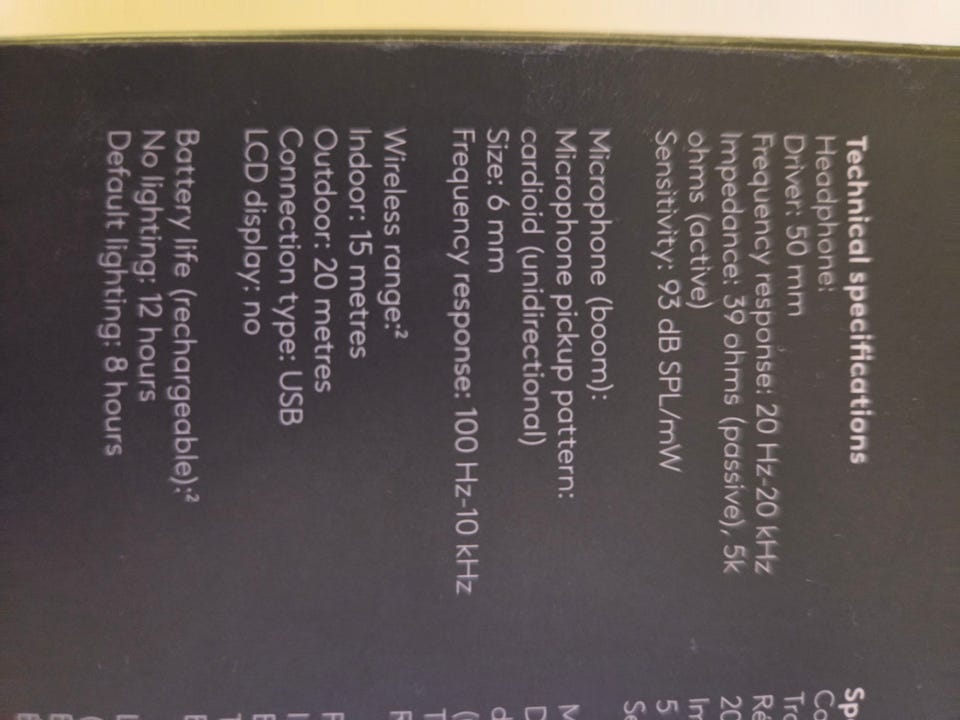 Technical specifications
Headphone:
Driver: 50 mm
Frequency response: 20 Hz-20 kHz
Impedance: 39 ohms (passive), 5k
ohms (active)
Sensitivity: 93 dB SPL/mW
Microphone (boom):
Microphone pickup pattern:
cardioid (unidirectional)
Size: 6 mm
Frequency response: 100 Hz-10 kHz
Wireless range:²
Indoor: 15 metres
Outdoor: 20 metres
Connection type: USB
LCD display: no
Battery life (rechargeable):²
No lighting: 12 hours
Default lighting: 8 hours